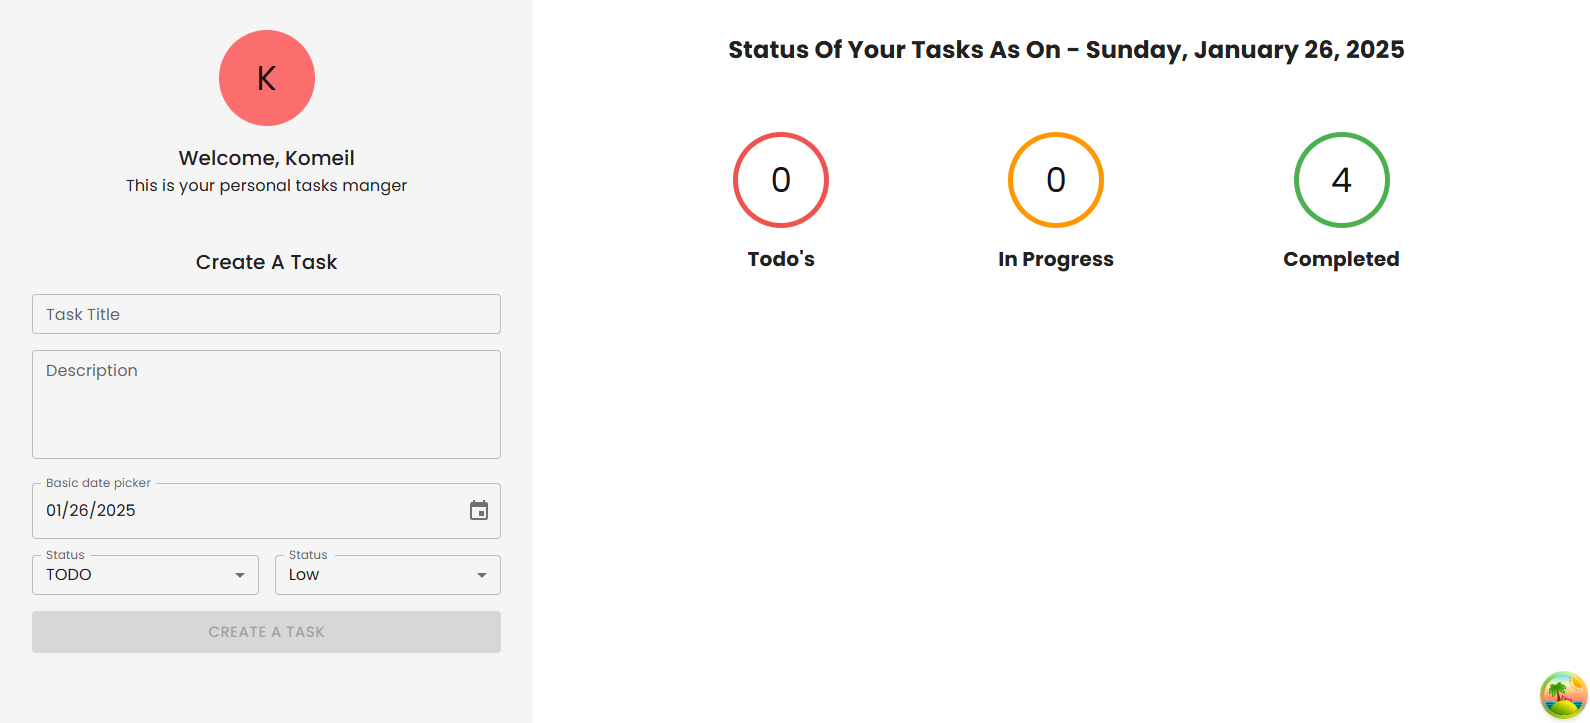 K
Welcome, Komeil
This is your personal tasks manger
Create A Task
Task Title
Description
Basic date picker
01/26/2025
Status
TODO
Status
Low
CREATE A TASK
Status Of Your Tasks As On - Sunday, January 26, 2025
0
Todo's
0
In Progress
4
Completed